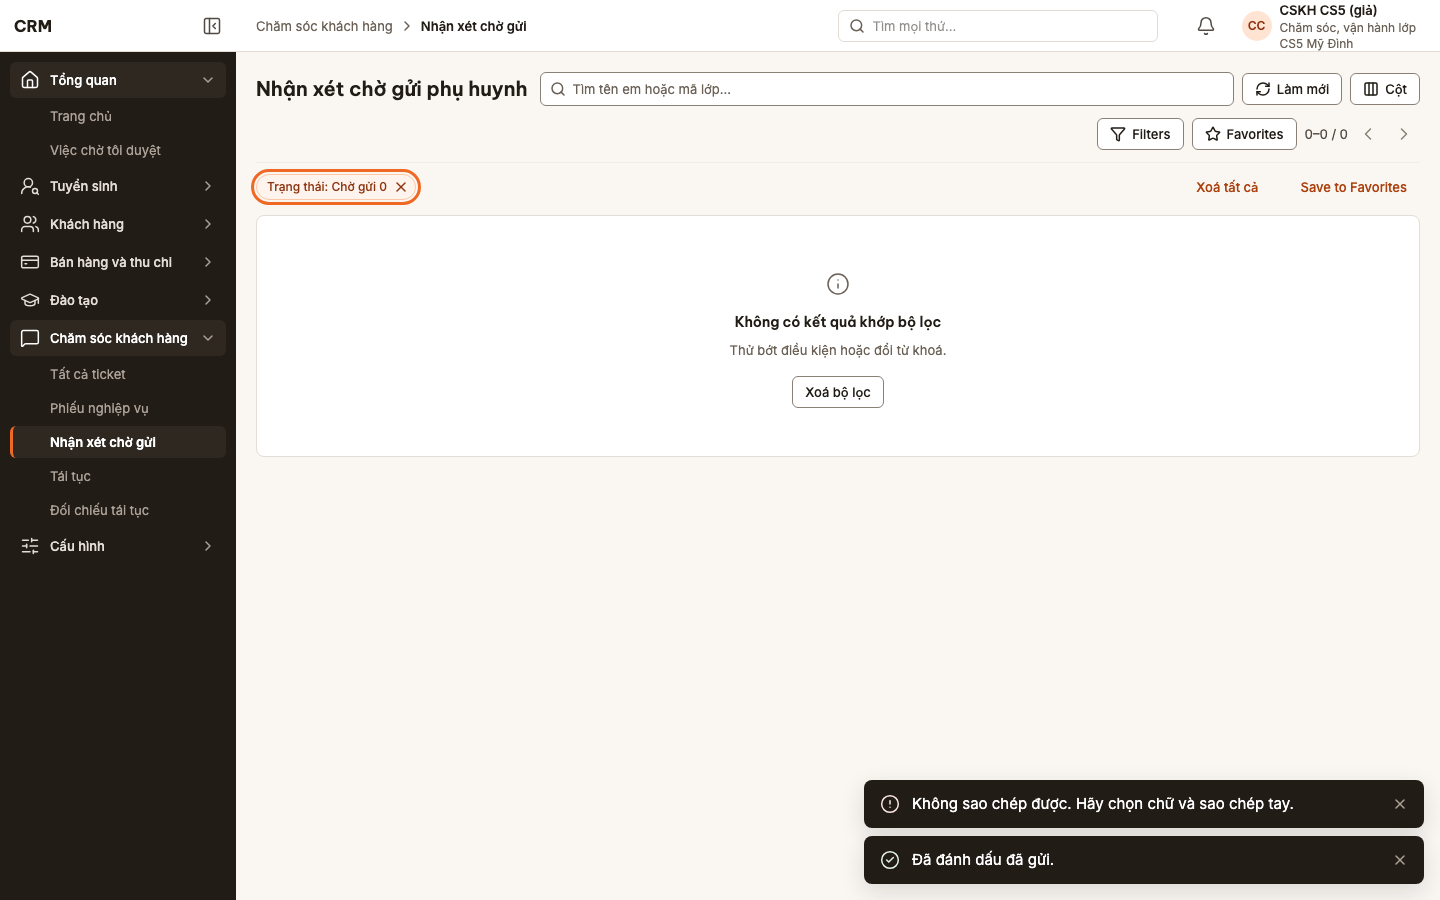 CRM
Chăm sóc khách hàng > Nhận xét chờ gửi
Tìm mọi thứ...
CC
CSKH CS5 (giả)
Chăm sóc, vận hành lớp
CS5 Mỹ Đình
Tổng quan
Trang chủ
Việc chờ tôi duyệt
Tuyển sinh
Khách hàng
Bán hàng và thu chi
Đào tạo
Chăm sóc khách hàng
Tất cả ticket
Phiếu nghiệp vụ
Nhận xét chờ gửi
Tái tục
Đối chiếu tái tục
Cấu hình
Nhận xét chờ gửi phụ huynh
Tìm tên em hoặc mã lớp...
Làm mới
Cột
Filters
Favorites
0–0 / 0
Trạng thái: Chờ gửi 0
Xoá tất cả
Save to Favorites
Không có kết quả khớp bộ lọc
Thử bớt điều kiện hoặc đổi từ khoá.
Xoá bộ lọc
Không sao chép được. Hãy chọn chữ và sao chép tay.
Đã đánh dấu đã gửi.